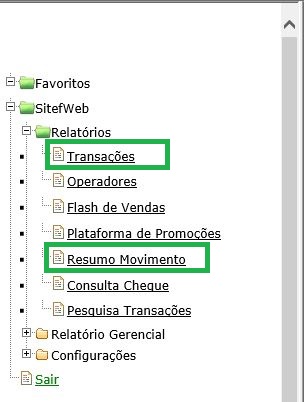 Favoritos
SitefWeb
Relatórios
Transações
Operadores
Flash de Vendas
Plataforma de Promoções
Resumo Movimento
Consulta Cheque
Pesquisa Transações
Relatório Gerencial
Configurações
Sair